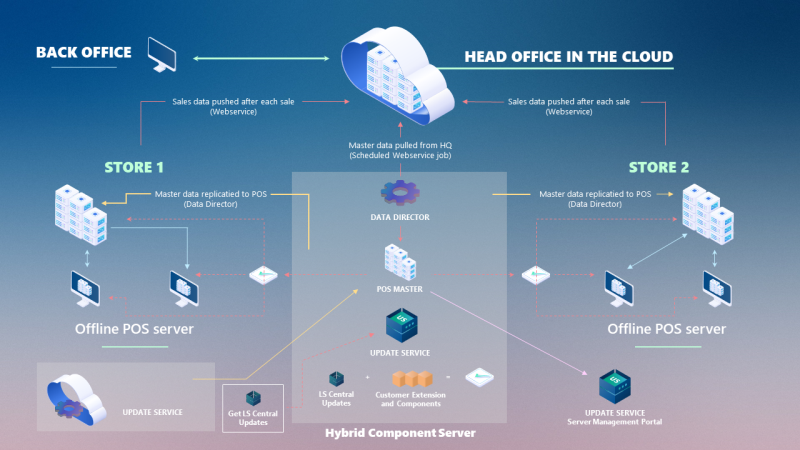 BACK OFFICE
HEAD OFFICE IN THE CLOUD
Sales data pushed after each sale
(Webservice)
Sales data pushed after each sale
(Webservice)
Master data pulled from HQ
(Scheduled Webservice job)
STORE 1
STORE 2
Master data replicatied to POS
(Data Director)
Master data replicatied to POS
(Data Director)
DATA DIRECTOR
POS MASTER
Offline POS server
Offline POS server
US
UPDATE SERVICE
UPDATE SERVICE
Get LS Central
Updates
LS Central
Updates
+
Customer Extension
and Components
=
US
UPDATE SERVICE
Server Management Portal
Hybrid Component Server